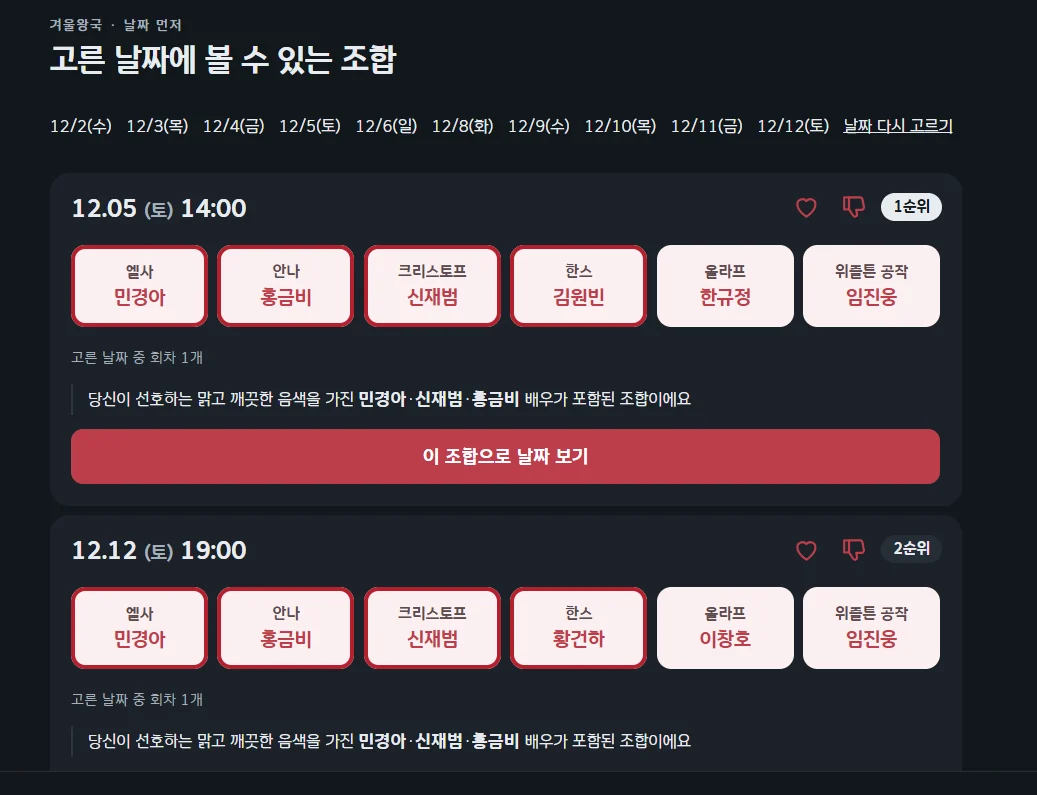 겨울왕국 · 날짜 먼저
고른 날짜에 볼 수 있는 조합
12/2(수) 12/3(목) 12/4(금) 12/5(토) 12/6(일) 12/8(화) 12/9(수) 12/10(목) 12/11(금) 12/12(토) 날짜 다시 고르기
12.05 (토) 14:00 1순위
엘사 안나 크리스토프 한스 올라프 위즐튼 공작
민경아 홍금비 신재범 김원빈 한규정 임진웅
고른 날짜 중 회차 1개
당신이 선호하는 맑고 깨끗한 음색을 가진 민경아·신재범·홍금비 배우가 포함된 조합이에요
이 조합으로 날짜 보기
12.12 (토) 19:00 2순위
엘사 안나 크리스토프 한스 올라프 위즐튼 공작
민경아 홍금비 신재범 황건하 이창호 임진웅
고른 날짜 중 회차 1개
당신이 선호하는 맑고 깨끗한 음색을 가진 민경아·신재범·홍금비 배우가 포함된 조합이에요